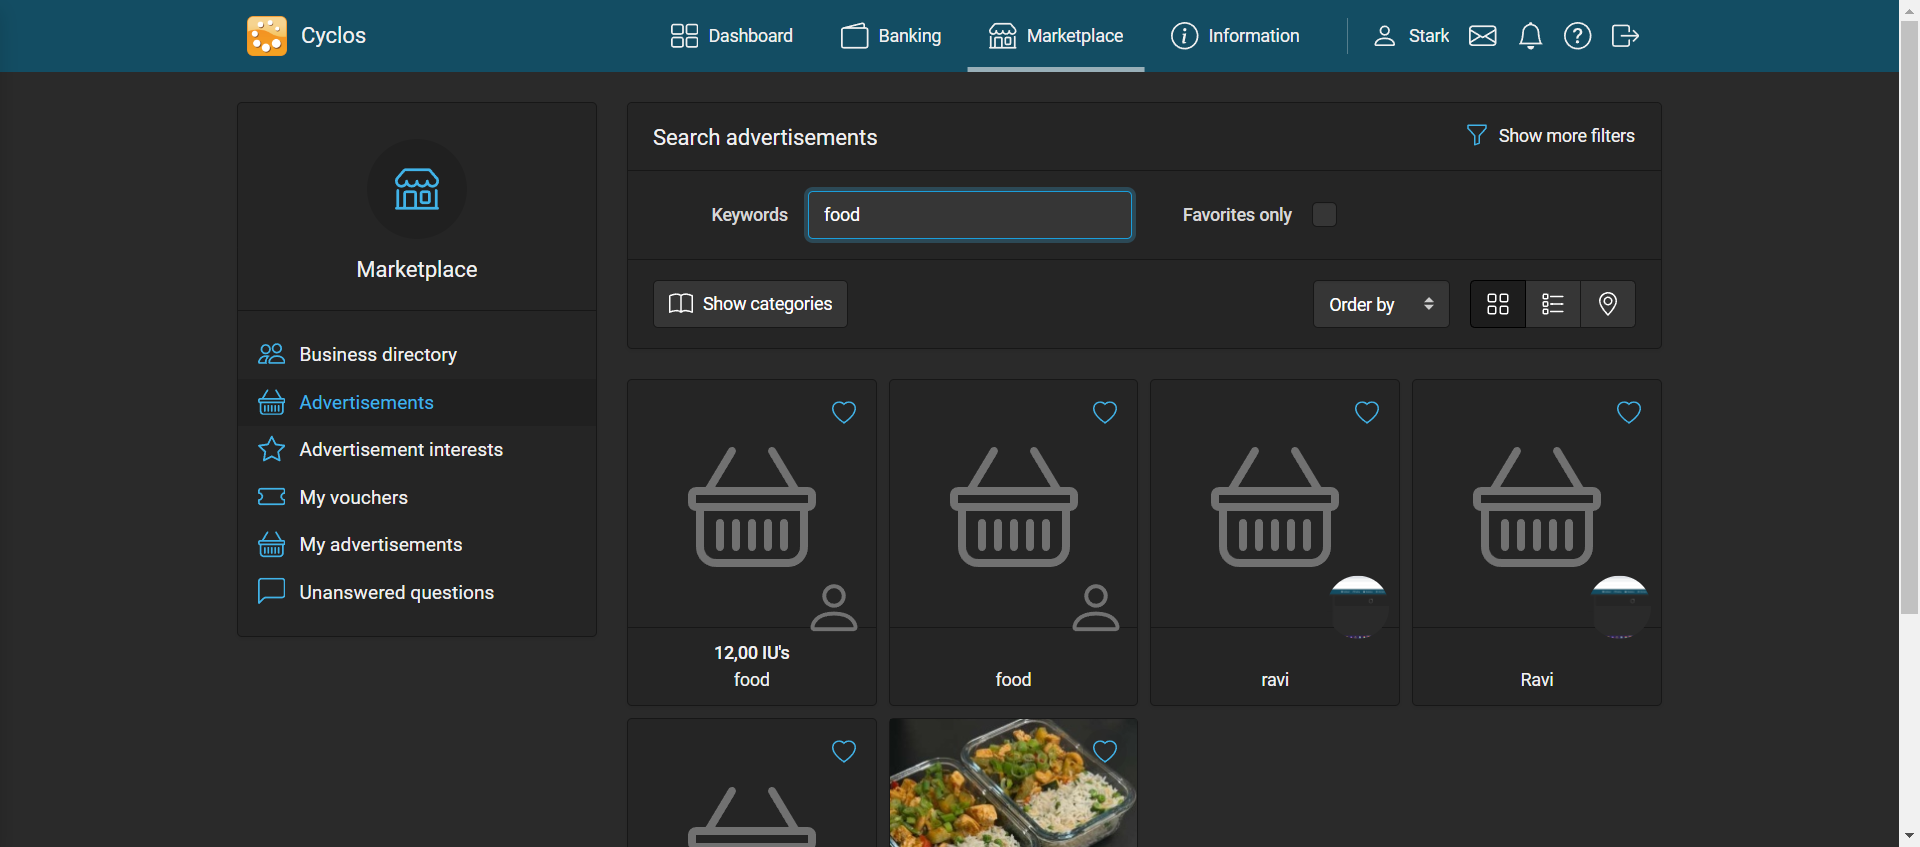 Cyclos
Dashboard
Banking
Marketplace
Information
Stark
Marketplace
Business directory
Advertisements
Advertisement interests
My vouchers
My advertisements
Unanswered questions
Search advertisements
Show more filters
Keywords
food
Favorites only
Show categories
Order by
12,00 IU's
food
food
ravi
Ravi